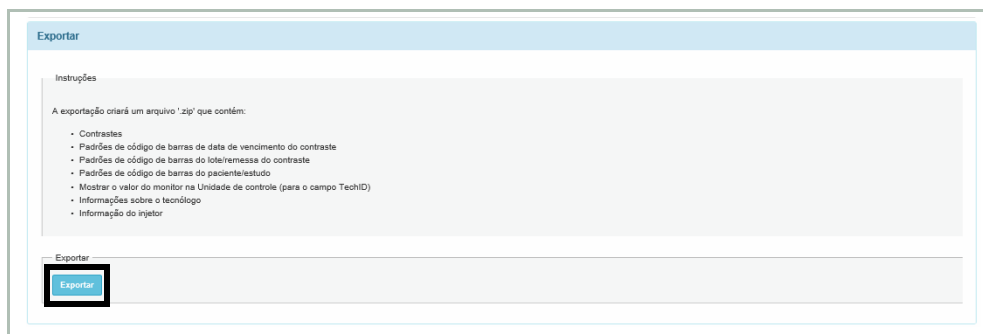 Exportar
Instruções
A exportação criará um arquivo '.zip' que contém:
• Contrastes
• Padrões de código de barras de data de vencimento do contraste
• Padrões de código de barras do lote/remessa do contraste
• Padrões de código de barras do paciente/estudo
• Mostrar o valor do monitor na Unidade de controle (para o campo TechID)
• Informações sobre o tecnólogo
• Informação do injetor
Exportar
Exportar